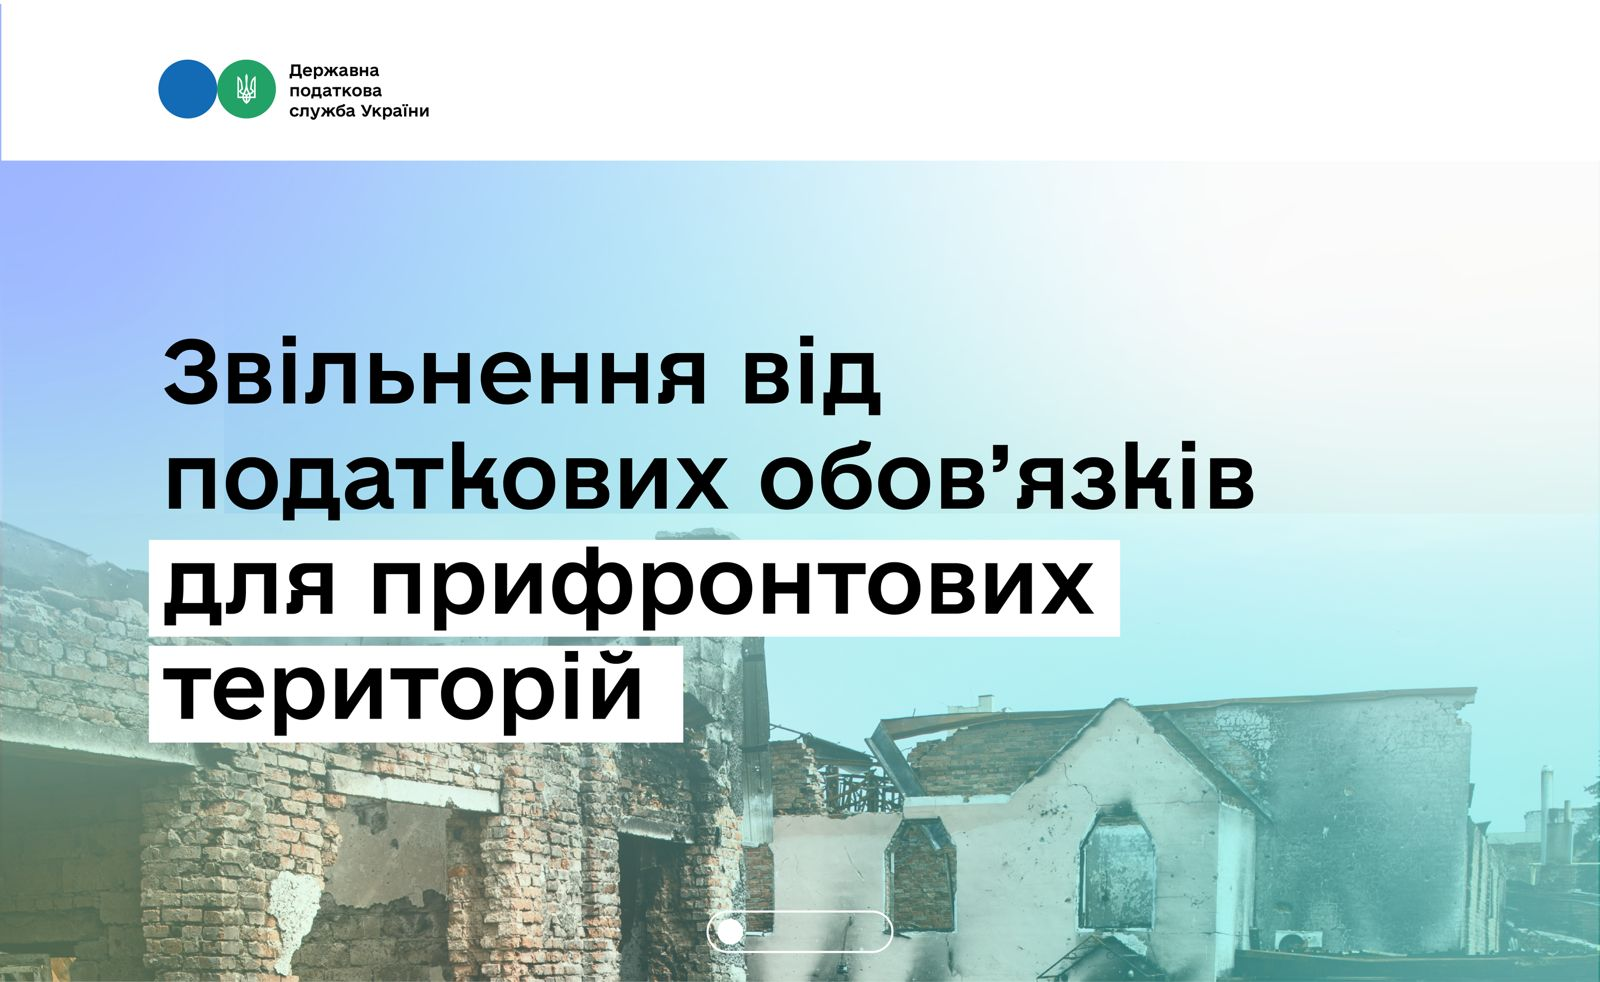 Державна
податкова
служба України
Звільнення від
податкових обов’язків
для прифронтових
територій